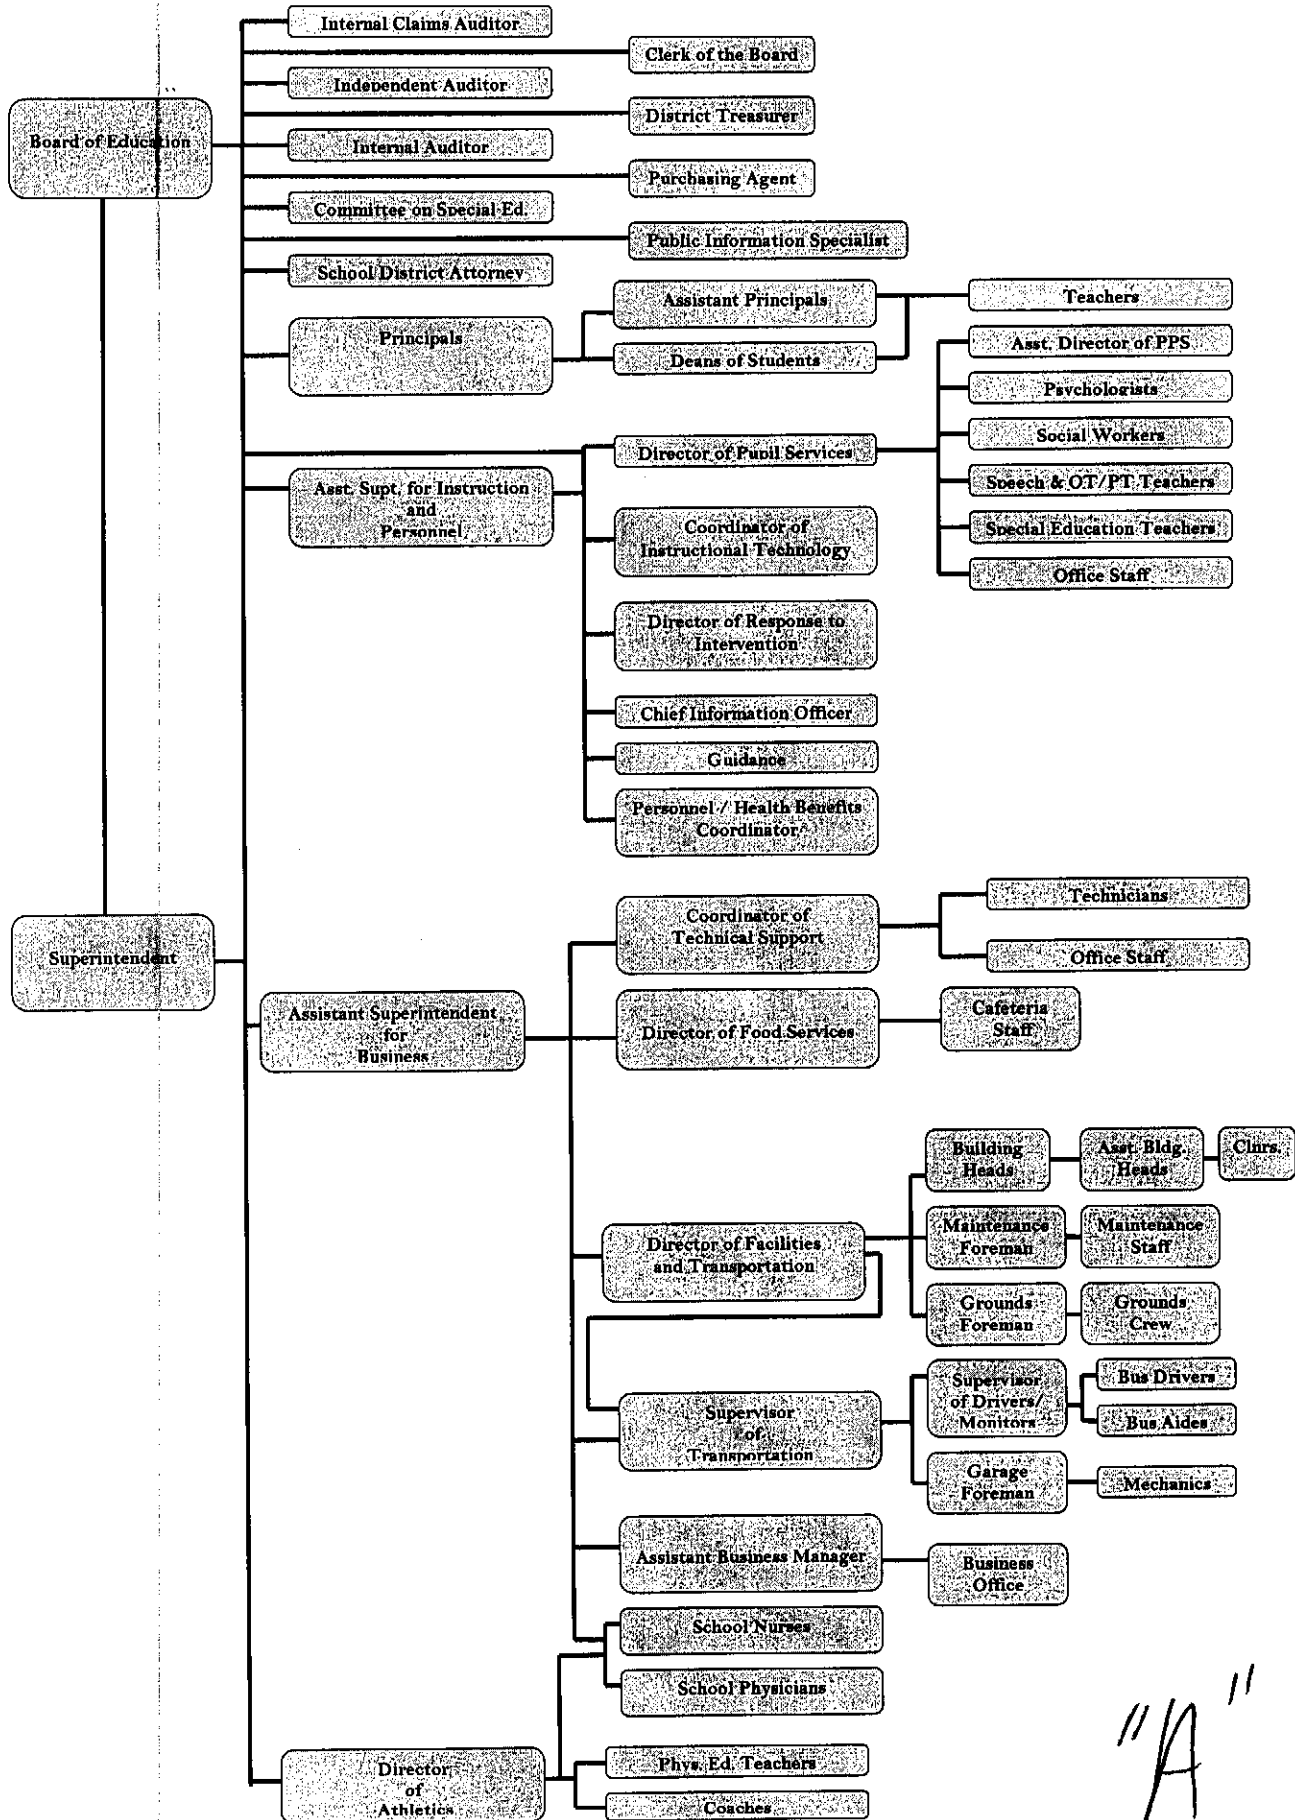 Internal Claims Auditor
Clerk of the Board
Independent Auditor
Board of Education
District Treasurer
Internal Auditor
Purchasing Agent
Committee on Special Ed.
Public Information Specialist
School District Attorney
Principals
Assistant Principals
Teachers
Deans of Students
Asst. Director of PPS
Psychologists
Director of Pupil Services
Social Workers
Asst. Supt. for Instruction
and
Personnel
Speech & OT/PT Teachers
Coordinator of
Instructional Technology
Special Education Teachers
Office Staff
Director of Response to
Intervention
Chief Information Officer
Guidance
Personnel / Health Benefits
Coordinator
Superintendent
Coordinator of
Technical Support
Technicians
Office Staff
Assistant Superintendent
for
Business
Director of Food Services
Cafeteria
Staff
Director of Facilities
and Transportation
Building
Heads
Asst. Bldg.
Heads
Clnrs.
Maintenance
Foreman
Maintenance
Staff
Grounds
Foreman
Grounds
Crew
Supervisor
of
Transportation
Supervisor
of Drivers/
Monitors
Bus Drivers
Bus Aides
Garage
Foreman
Mechanics
Assistant Business Manager
Business
Office
School Nurses
School Physicians
Director
of
Athletics
Phys. Ed. Teachers
Coaches
"A"